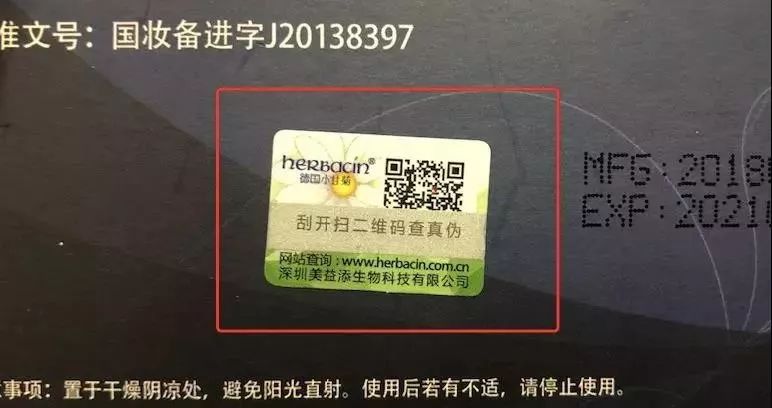 准文号：国妆备进字J20138397
herbacin®
德国小甘菊
刮开扫二维码查真伪
网站查询：www.herbacin.com.cn
深圳美益添生物科技有限公司
MFG:2018
EXP:2021
事项：置于干燥阴凉处，避免阳光直射。使用后若有不适，请停止使用。